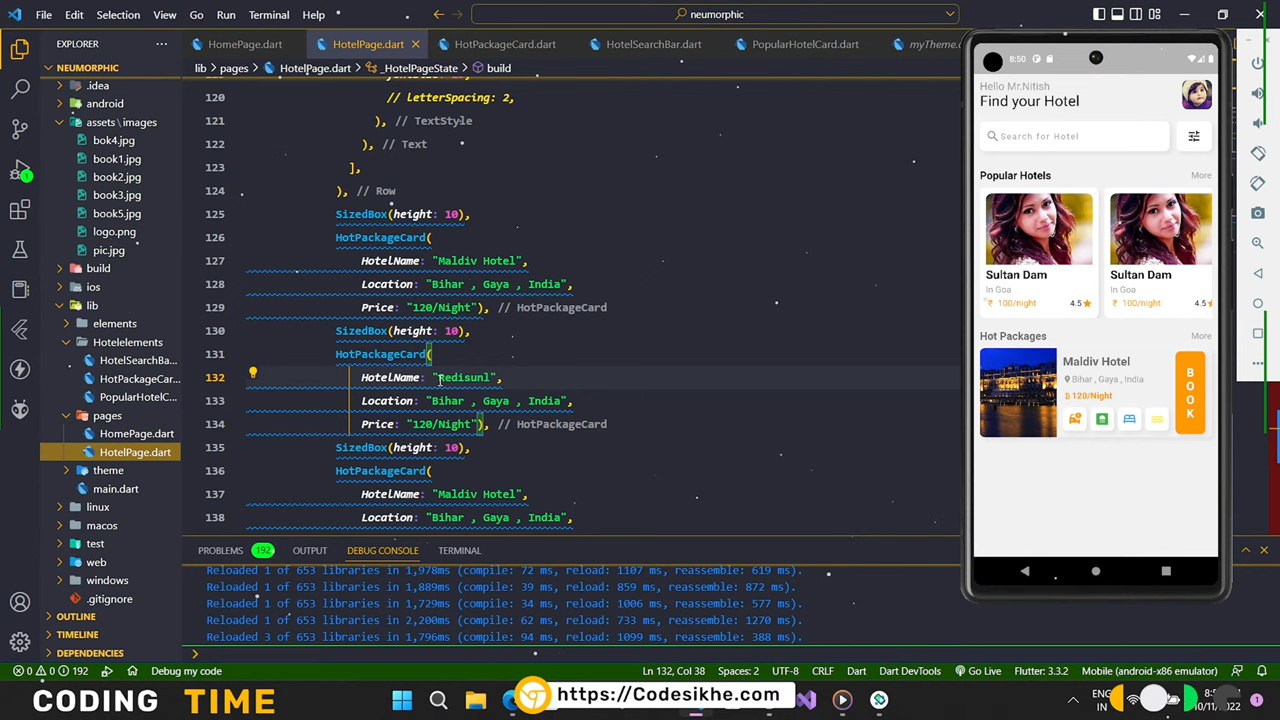 File Edit Selection View Go Run Terminal Help
neumorphic
EXPLORER
HomePage.dart HotelPage.dart HotPackageCard.dart HotelSearchBar.dart PopularHotelCard.dart myTheme.d
NEUMORPHIC
lib > pages > HotelPage.dart > _HotelPageState > build
.idea
android
assets\images
bok4.jpg
book1.jpg
book2.jpg
book3.jpg
book5.jpg
logo.png
pic.jpg
build
ios
lib
elements
Hotelelements
HotelSearchBa...
HotPackageCar...
PopularHotelC...
pages
HomePage.dart
HotelPage.dart
theme
main.dart
linux
macos
test
web
windows
.gitignore
OUTLINE
TIMELINE
DEPENDENCIES
120 // letterSpacing: 2,
121 ), // TextStyle
122 ), // Text
123 ],
124 ), // Row
125 SizedBox(height: 10),
126 HotPackageCard(
127 HotelName: "Maldiv Hotel",
128 Location: "Bihar , Gaya , India",
129 Price: "120/Night"), // HotPackageCard
130 SizedBox(height: 10),
131 HotPackageCard(
132 HotelName: "Redisunl",
133 Location: "Bihar , Gaya , India",
134 Price: "120/Night"), // HotPackageCard
135 SizedBox(height: 10),
136 HotPackageCard(
137 HotelName: "Maldiv Hotel",
138 Location: "Bihar , Gaya , India",
PROBLEMS 192 OUTPUT DEBUG CONSOLE TERMINAL
Reloaded 1 of 653 libraries in 1,978ms (compile: 72 ms, reload: 1107 ms, reassemble: 619 ms).
Reloaded 1 of 653 libraries in 1,889ms (compile: 39 ms, reload: 859 ms, reassemble: 872 ms).
Reloaded 1 of 653 libraries in 1,729ms (compile: 34 ms, reload: 1006 ms, reassemble: 577 ms).
Reloaded 1 of 653 libraries in 2,200ms (compile: 62 ms, reload: 733 ms, reassemble: 1270 ms).
Reloaded 3 of 653 libraries in 1,796ms (compile: 94 ms, reload: 1099 ms, reassemble: 388 ms).
8:50
Hello Mr.Nitish
Find your Hotel
Search for Hotel
Popular Hotels More
Sultan Dam Sultan Dam
In Goa In Goa
₹ 100/night 4.5 ₹ 100/night 4.5
Hot Packages More
Maldiv Hotel
Bihar , Gaya , India
120/Night
B
O
O
K
0 0 192 Debug my code Ln 132, Col 38 Spaces: 2 UTF-8 CRLF Dart Dart DevTools Go Live Flutter: 3.3.2 Mobile (android-x86 emulator)
CODING TIME
https://Codesikhe.com
ENG
IN
10/11/2022
1